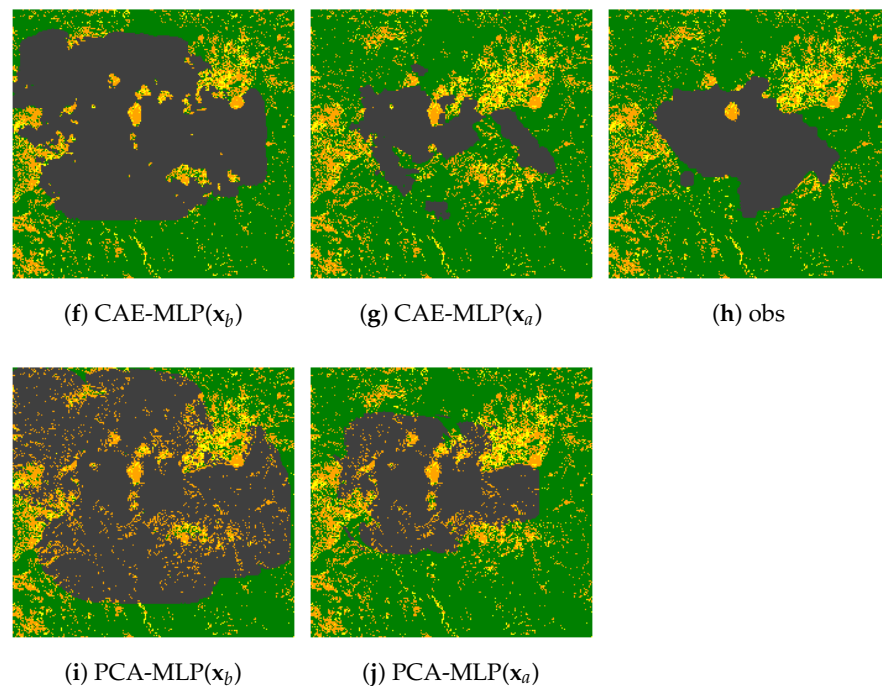 (f) CAE-MLP(x_b)
(g) CAE-MLP(x_a)
(h) obs
(i) PCA-MLP(x_b)
(j) PCA-MLP(x_a)